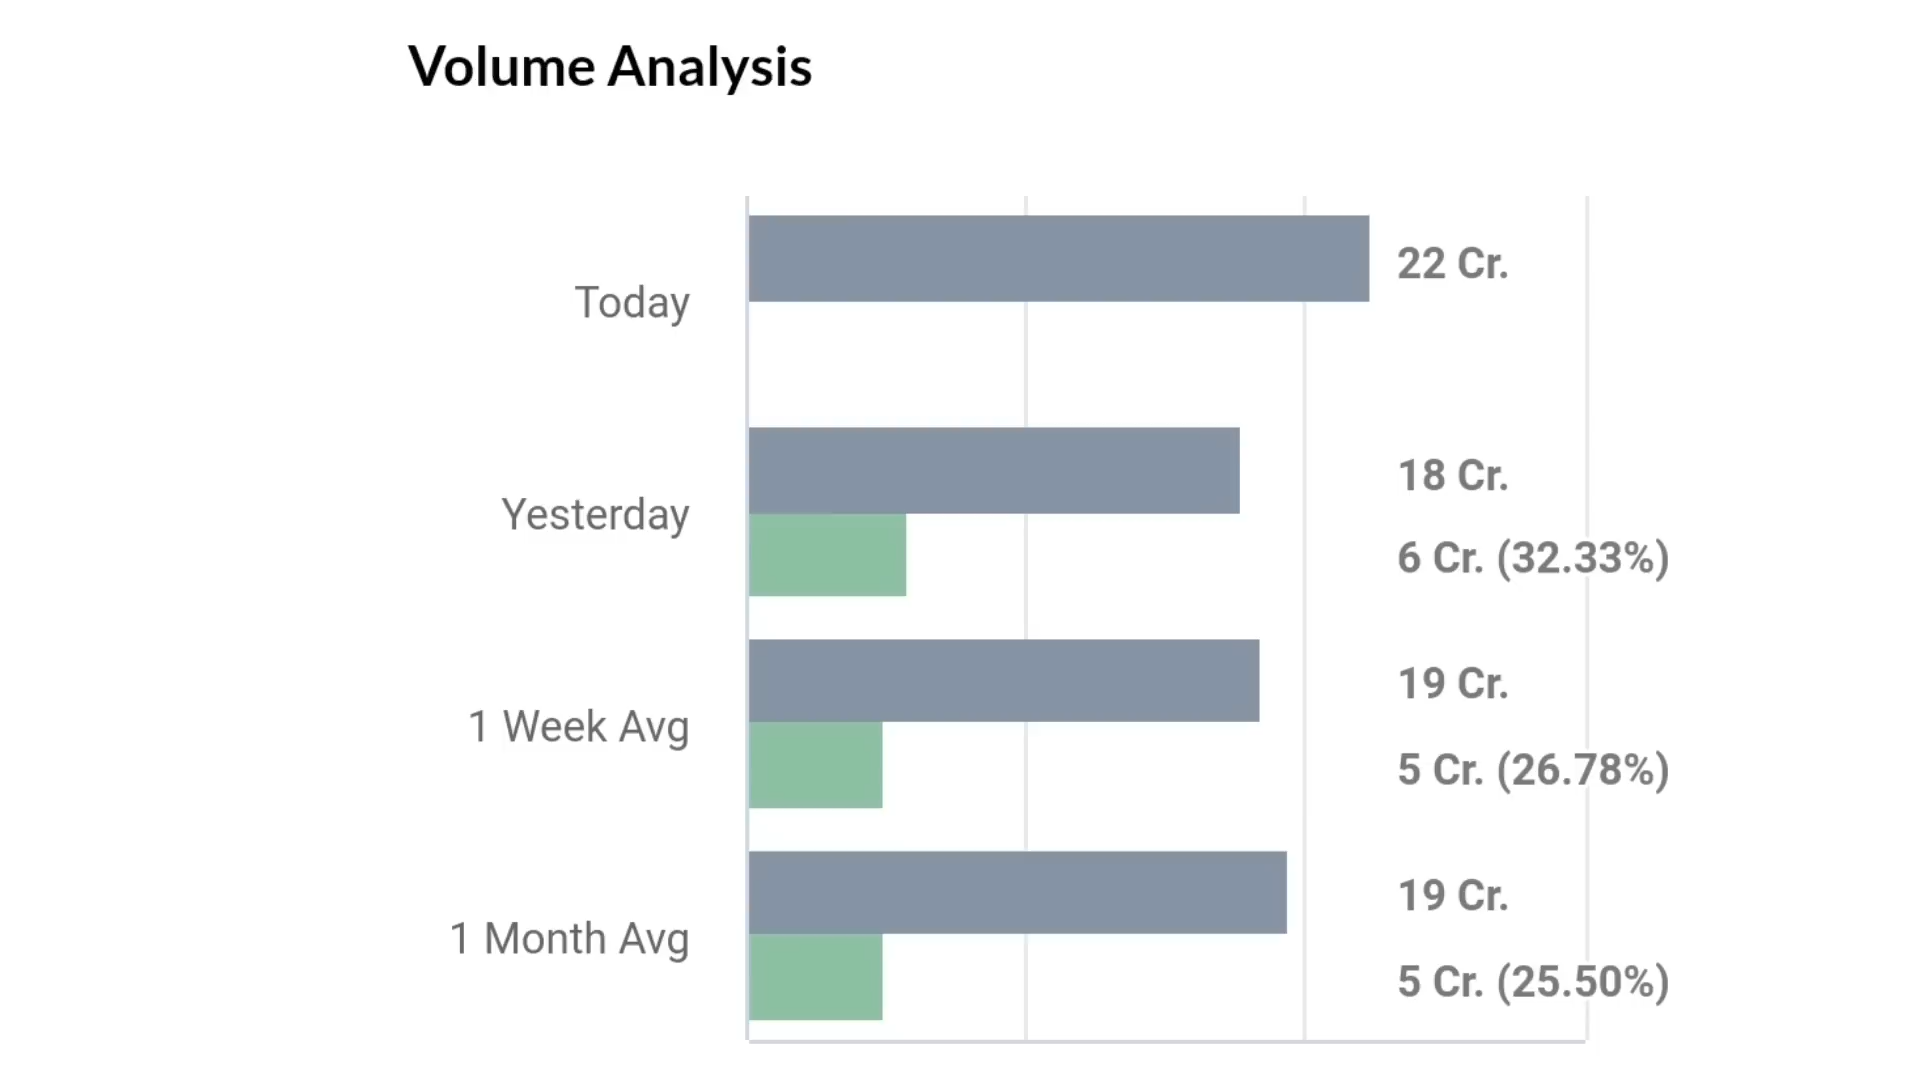 Volume Analysis
Today
22 Cr.
Yesterday
18 Cr.
6 Cr. (32.33%)
1 Week Avg
19 Cr.
5 Cr. (26.78%)
1 Month Avg
19 Cr.
5 Cr. (25.50%)